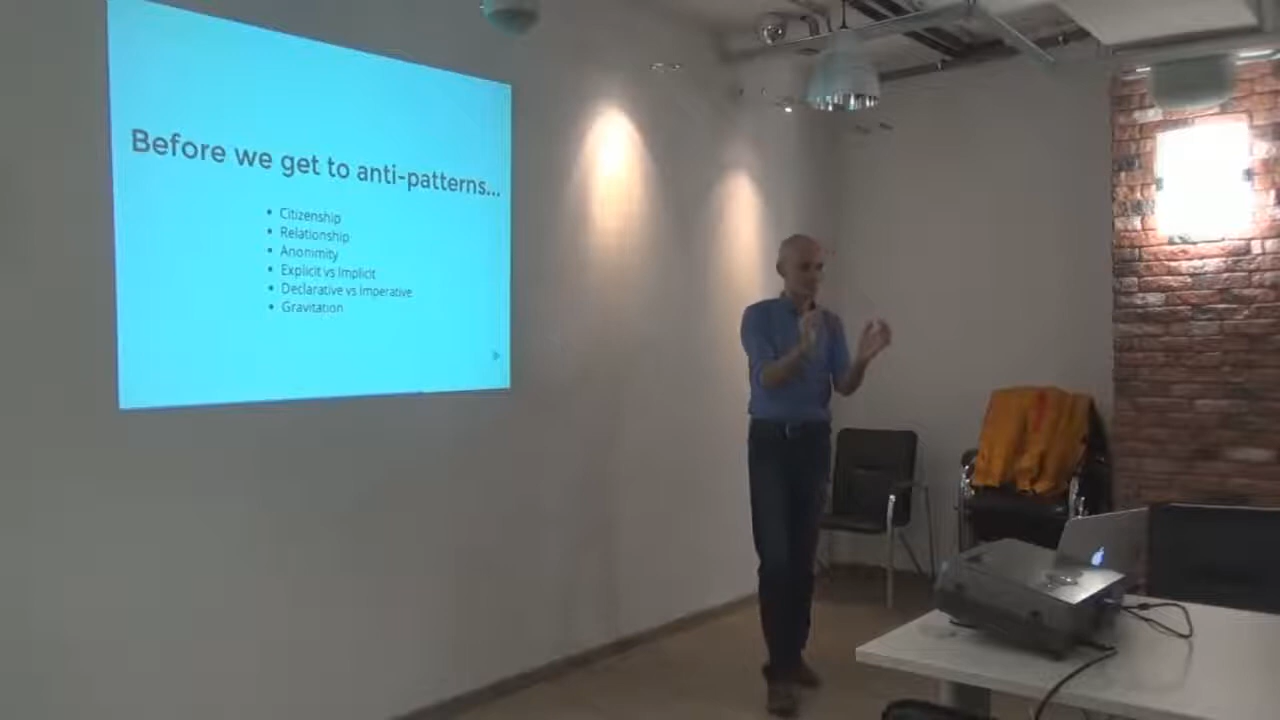 Before we get to anti-patterns...
• Citizenship
• Relationship
• Anonimity
• Explicit vs Implicit
• Declarative vs Imperative
• Gravitation